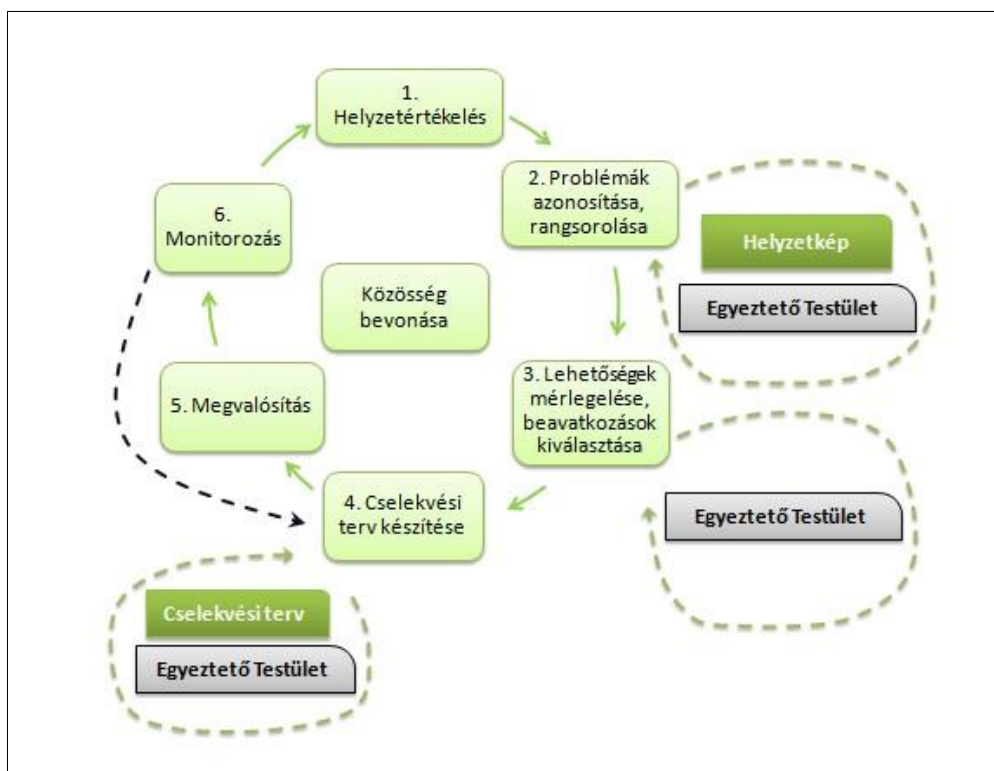 1.
Helyzetértékelés
2. Problémák
azonosítása,
rangsorolása
Helyzetkép
Egyeztető Testület
3. Lehetőségek
mérlegelése,
beavatkozások
kiválasztása
Egyeztető Testület
4. Cselekvési
terv készítése
Cselekvési terv
Egyeztető Testület
5. Megvalósítás
6.
Monitorozás
Közösség
bevonása